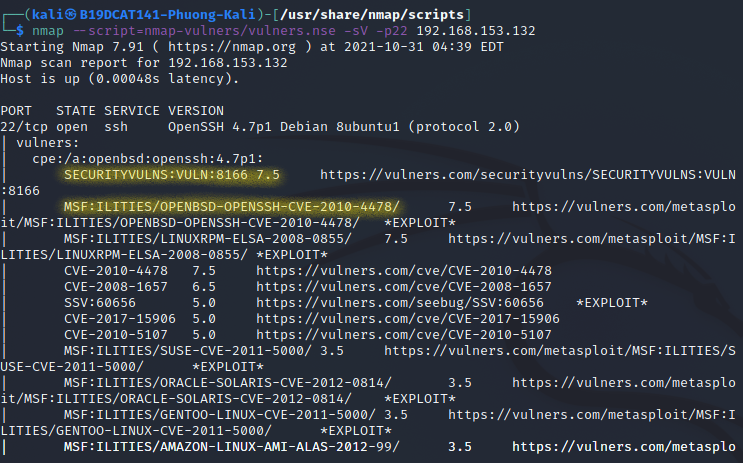 ┌──(kali㉿B19DCAT141-Phuong-Kali)-[/usr/share/nmap/scripts]
└─$ nmap --script=nmap-vulners/vulners.nse -sV -p22 192.168.153.132
Starting Nmap 7.91 ( https://nmap.org ) at 2021-10-31 04:39 EDT
Nmap scan report for 192.168.153.132
Host is up (0.00048s latency).

PORT   STATE SERVICE VERSION
22/tcp open  ssh     OpenSSH 4.7p1 Debian 8ubuntu1 (protocol 2.0)
| vulners:
|   cpe:/a:openbsd:openssh:4.7p1:
|       SECURITYVULNS:VULN:8166 7.5     https://vulners.com/securityvulns/SECURITYVULNS:VULN
:8166
|       MSF:ILITIES/OPENBSD-OPENSSH-CVE-2010-4478/      7.5     https://vulners.com/metasplo
it/MSF:ILITIES/OPENBSD-OPENSSH-CVE-2010-4478/   *EXPLOIT*
|       MSF:ILITIES/LINUXRPM-ELSA-2008-0855/    7.5     https://vulners.com/metasploit/MSF:I
LITIES/LINUXRPM-ELSA-2008-0855/ *EXPLOIT*
|       CVE-2010-4478   7.5     https://vulners.com/cve/CVE-2010-4478
|       CVE-2008-1657   6.5     https://vulners.com/cve/CVE-2008-1657
|       SSV:60656       5.0     https://vulners.com/seebug/SSV:60656    *EXPLOIT*
|       CVE-2017-15906  5.0     https://vulners.com/cve/CVE-2017-15906
|       CVE-2010-5107   5.0     https://vulners.com/cve/CVE-2010-5107
|       MSF:ILITIES/SUSE-CVE-2011-5000/ 3.5     https://vulners.com/metasploit/MSF:ILITIES/S
USE-CVE-2011-5000/      *EXPLOIT*
|       MSF:ILITIES/ORACLE-SOLARIS-CVE-2012-0814/       3.5     https://vulners.com/metasplo
it/MSF:ILITIES/ORACLE-SOLARIS-CVE-2012-0814/    *EXPLOIT*
|       MSF:ILITIES/GENTOO-LINUX-CVE-2011-5000/ 3.5     https://vulners.com/metasploit/MSF:I
LITIES/GENTOO-LINUX-CVE-2011-5000/      *EXPLOIT*
|       MSF:ILITIES/AMAZON-LINUX-AMI-ALAS-2012-99/      3.5     https://vulners.com/metasplo